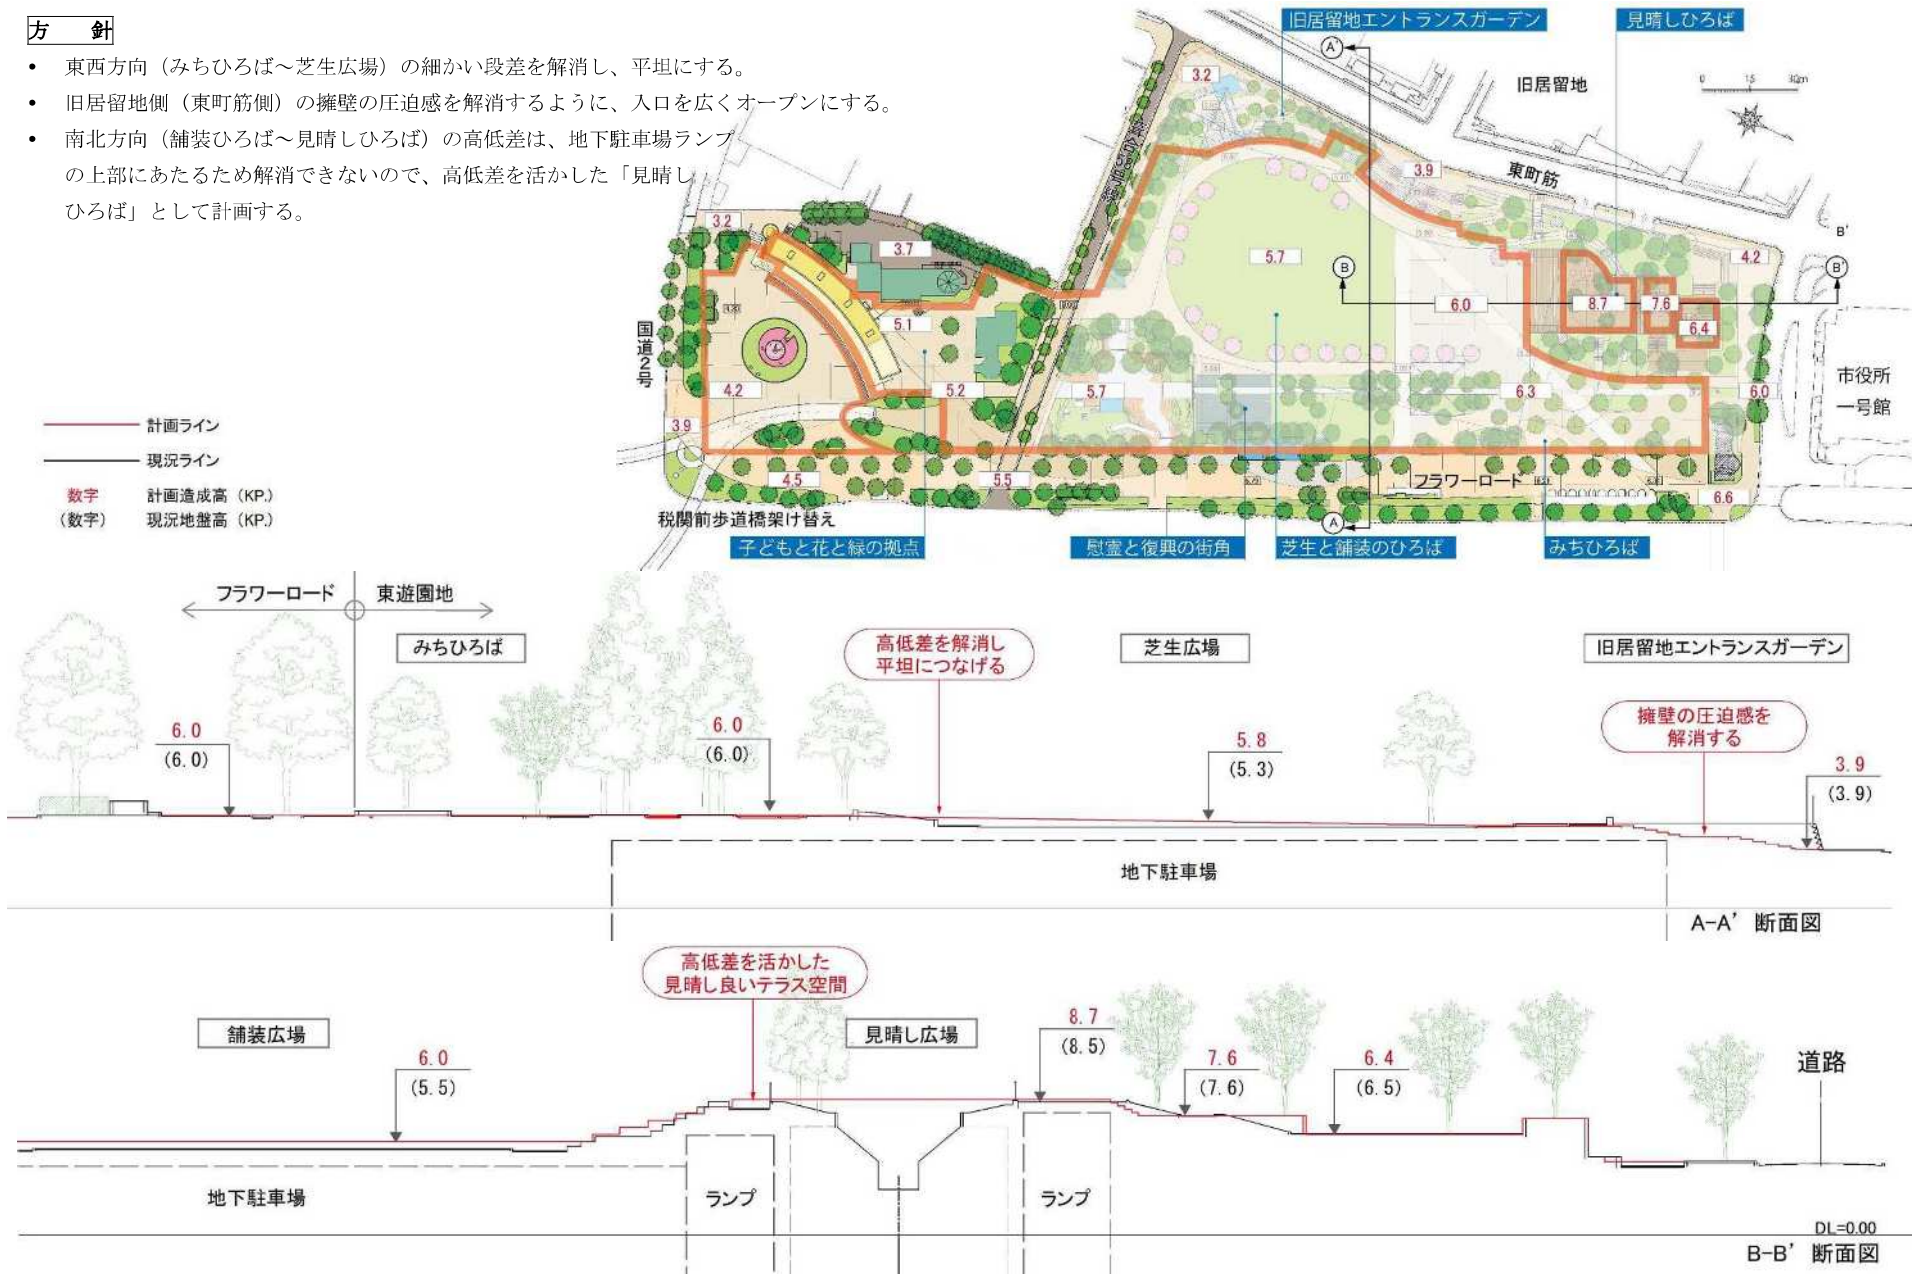 方　針
• 東西方向（みちひろば～芝生広場）の細かい段差を解消し、平坦にする。
• 旧居留地側（東町筋側）の擁壁の圧迫感を解消するように、入口を広くオープンにする。
• 南北方向（舗装ひろば～見晴しひろば）の高低差は、地下駐車場ランプ
の上部にあたるため解消できないので、高低差を活かした「見晴し
ひろば」として計画する。
計画ライン
現況ライン
数字 計画造成高（KP.）
（数字） 現況地盤高（KP.）
旧居留地エントランスガーデン
見晴しひろば
A'
旧居留地
0 15 30m
3.2
3.9
東町筋
B'
3.2
3.7
5.7
B
4.2
B'
6.0
8.7
7.6
6.4
国道2号
5.1
4.2
5.2
5.7
6.3
6.0
市役所
一号館
3.9
4.5
5.5
フラワーロード
6.6
税関前歩道橋架け替え
A
子どもと花と緑の拠点
慰霊と復興の街角
芝生と舗装のひろば
みちひろば
フラワーロード
東遊園地
みちひろば
高低差を解消し
平坦につなげる
芝生広場
旧居留地エントランスガーデン
擁壁の圧迫感を
解消する
6.0
(6.0)
6.0
(6.0)
5.8
(5.3)
3.9
(3.9)
地下駐車場
A-A' 断面図
高低差を活かした
見晴し良いテラス空間
舗装広場
見晴し広場
8.7
(8.5)
6.0
(5.5)
7.6
(7.6)
6.4
(6.5)
道路
地下駐車場
ランプ
ランプ
DL=0.00
B-B' 断面図